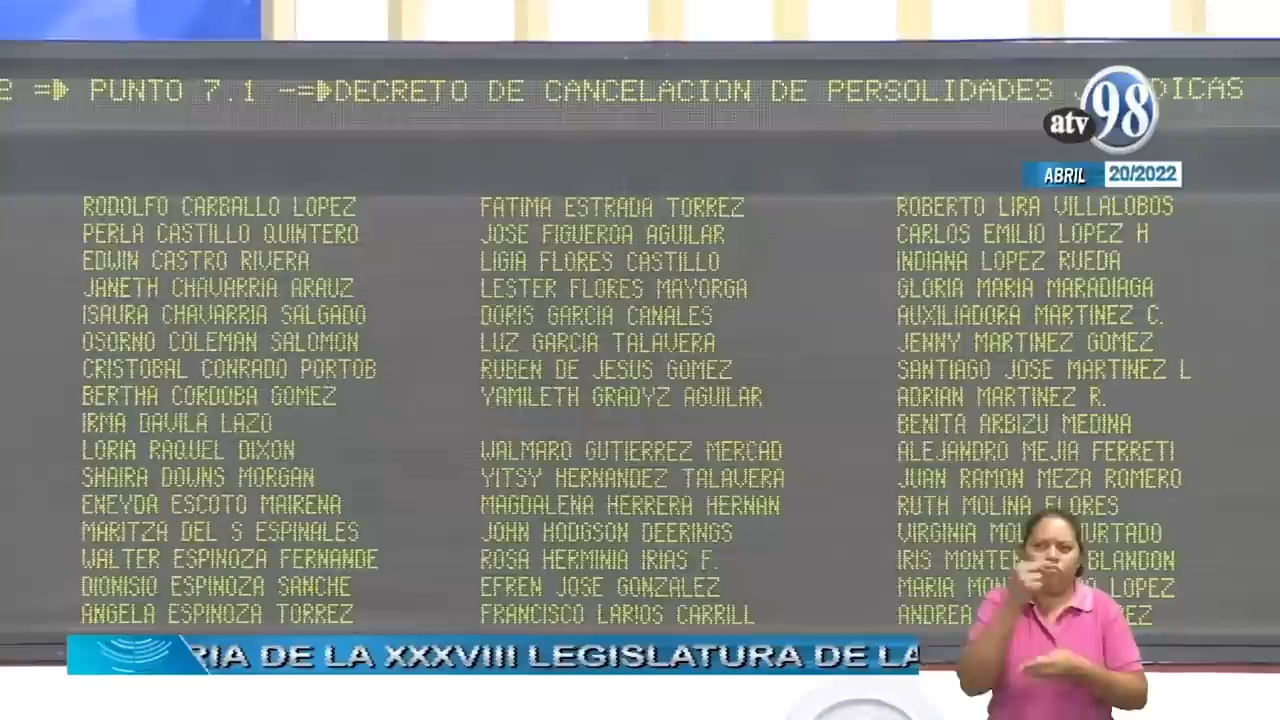 PUNTO 7.1 --=DECRETO DE CANCELACION DE PERSOLIDADES
atv 98
ABRIL 20/2022
RODOLFO CARBALLO LOPEZ
PERLA CASTILLO QUINTERO
EDWIN CASTRO RIVERA
JANETH CHAVARRIA ARAUZ
ISAURA CHAVARRIA SALGADO
OSORNO COLEMAN SALOMON
CRISTOBAL CONRADO PORTOB
BERTHA CORDOBA GOMEZ
IRMA DAVILA LAZO
LORIA RAQUEL DIXON
SHAIRA DOWNS MORGAN
ENEYDA ESCOTO MAIRENA
MARITZA DEL S ESPINALES
WALTER ESPINOZA FERNANDE
DIONISIO ESPINOZA SANCHE
ANGELA ESPINOZA TORREZ
FATIMA ESTRADA TORREZ
JOSE FIGUEROA AGUILAR
LIGIA FLORES CASTILLO
LESTER FLORES MAYORGA
DORIS GARCIA CANALES
LUZ GARCIA TALAVERA
RUBEN DE JESUS GOMEZ
YAMILETH GRADYZ AGUILAR
WALMARO GUTIERREZ MERCAD
YITSY HERNANDEZ TALAVERA
MAGDALENA HERRERA HERNAN
JOHN HODGSON DEERINGS
ROSA HERMINIA IRIAS F.
EFREN JOSE GONZALEZ
FRANCISCO LARIOS CARRILL
ROBERTO LIRA VILLALOBOS
CARLOS EMILIO LOPEZ H
INDIANA LOPEZ RUEDA
GLORIA MARIA MARADIAGA
AUXILIADORA MARTINEZ C.
JENNY MARTINEZ GOMEZ
SANTIAGO JOSE MARTINEZ L
ADRIAN MARTINEZ R.
BENITA ARBIZU MEDINA
ALEJANDRO MEJIA FERRETI
JUAN RAMON MEZA ROMERO
RUTH MOLINA FLORES
VIRGINIA
IRIS BLANDON
MARIA LOPEZ
ANDREA
RIA DE LA XXXVIII LEGISLATURA DE LA